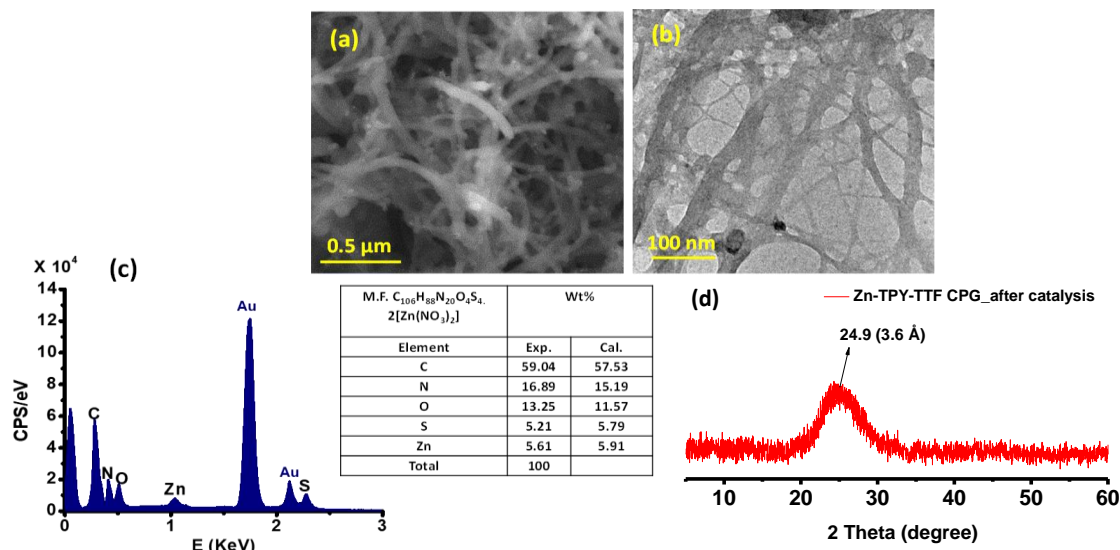 (a)
0.5 µm
(b)
100 nm
(c)
X 10⁴
14
12
10
8
6
4
2
0
CPS/eV
Au
C
N
O
Zn
Au
S
0 1 2 3
E (KeV)
M.F. C₁₀₆H₈₈N₂₀O₄S₄.
2[Zn(NO₃)₂]
Wt%
Element Exp. Cal.
C 59.04 57.53
N 16.89 15.19
O 13.25 11.57
S 5.21 5.79
Zn 5.61 5.91
Total 100
(d)
Zn-TPY-TTF CPG_after catalysis
24.9 (3.6 Å)
10 20 30 40 50 60
2 Theta (degree)